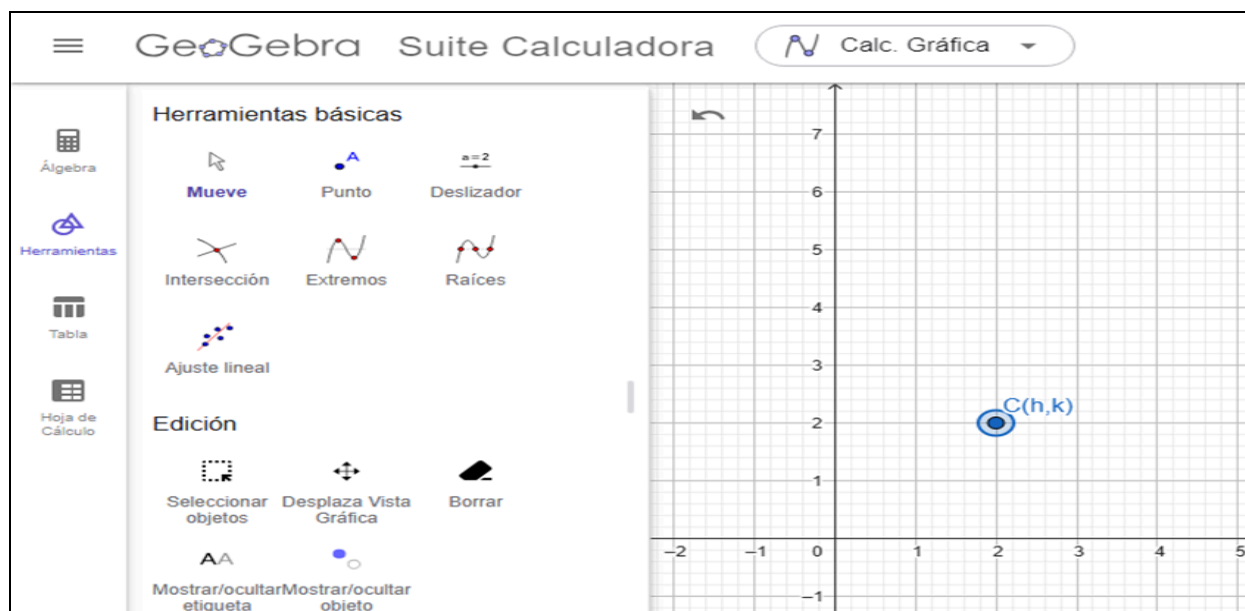 GeoGebra Suite Calculadora Calc. Gráfica
Herramientas básicas
Álgebra
Mueve Punto a=2 Deslizador
A
Herramientas
Intersección Extremos Raíces
Tabla
Ajuste lineal
Hoja de
Cálculo
Edición
Seleccionar
objetos
Desplaza Vista
Gráfica
Borrar
AA
Mostrar/ocultar
etiqueta
Mostrar/ocultar
objeto
7
6
5
4
3
C(h,k)
2
1
−2 −1 0 1 2 3 4 5
−1